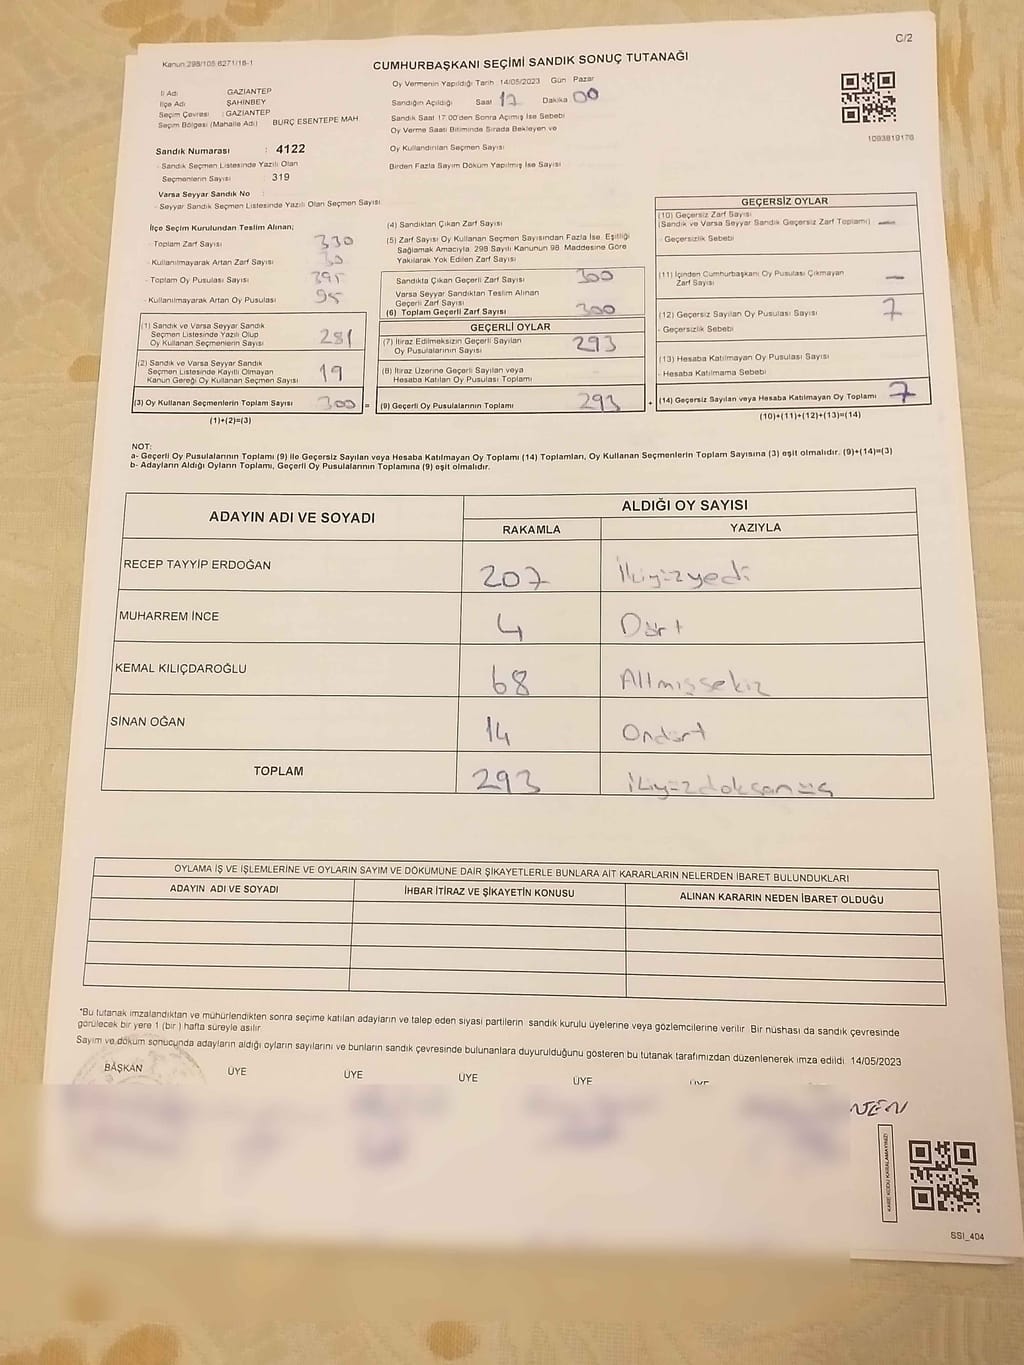 C/2
Kanun:298/105,6271/16-1
CUMHURBAŞKANI SEÇİMİ SANDIK SONUÇ TUTANAĞI
İl Adı GAZİANTEP
İlçe Adı ŞAHİNBEY
Seçim Çevresi : GAZİANTEP
Seçim Bölgesi (Mahalle Adı) BURÇ ESENTEPE MAH.
Oy Vermenin Yapıldığı Tarih 14/05/2023 Gün Pazar
Sandığın Açıldığı Saat 17 Dakika 00
Sandık Saat 17:00'den Sonra Açımış İse Sebebi
Oy Verme Saati Bitiminde Sırada Bekleyen ve
Oy Kullandırılan Seçmen Sayısı
Birden Fazla Sayım Döküm Yapılmış İse Sayısı
1093819176
Sandık Numarası : 4122
- Sandık Seçmen Listesinde Yazılı Olan
Seçmenlerin Sayısı : 319
Varsa Seyyar Sandık No :
- Seyyar Sandık Seçmen Listesinde Yazılı Olan Seçmen Sayısı
İlçe Seçim Kurulundan Teslim Alınan;
- Toplam Zarf Sayısı 330
- Kullanılmayarak Artan Zarf Sayısı 30
- Toplam Oy Pusulası Sayısı 395
- Kullanılmayarak Artan Oy Pusulası 95
(1) Sandık ve Varsa Seyyar Sandık
Seçmen Listesinde Yazılı Olup
Oy Kullanan Seçmenlerin Sayısı 281
(2) Sandık ve Varsa Seyyar Sandık
Seçmen Listesinde Kayıtlı Olmayan
Kanun Gereği Oy Kullanan Seçmen Sayısı 19
(3) Oy Kullanan Seçmenlerin Toplam Sayısı 300 =
(1)+(2)=(3)
(4) Sandıktan Çıkan Zarf Sayısı
(5) Zarf Sayısı Oy Kullanan Seçmen Sayısından Fazla İse, Eşitliği
Sağlamak Amacıyla, 298 Sayılı Kanunun 98. Maddesine Göre
Yakılarak Yok Edilen Zarf Sayısı
Sandıkta Çıkan Geçerli Zarf Sayısı 300
Varsa Seyyar Sandıktan Teslim Alınan
Geçerli Zarf Sayısı
(6) Toplam Geçerli Zarf Sayısı 300
GEÇERLİ OYLAR
(7) İtiraz Edilmeksizin Geçerli Sayılan
Oy Pusulalarının Sayısı 293
(8) İtiraz Üzerine Geçerli Sayılan veya
Hesaba Katılan Oy Pusulası Toplamı
(9) Geçerli Oy Pusulalarının Toplamı 293 +
GEÇERSİZ OYLAR
(10) Geçersiz Zarf Sayısı
(Sandık ve Varsa Seyyar Sandık Geçersiz Zarf Toplamı) —
- Geçersizlik Sebebi
(11) İçinden Cumhurbaşkanı Oy Pusulası Çıkmayan
Zarf Sayısı —
(12) Geçersiz Sayılan Oy Pusulası Sayısı 7
- Geçersizlik Sebebi
(13) Hesaba Katılmayan Oy Pusulası Sayısı
- Hesaba Katılmama Sebebi
(14) Geçersiz Sayılan veya Hesaba Katılmayan Oy Toplamı 7
(10)+(11)+(12)+(13)=(14)
NOT:
a- Geçerli Oy Pusulalarının Toplamı (9) ile Geçersiz Sayılan veya Hesaba Katılmayan Oy Toplamı (14) Toplamları, Oy Kullanan Seçmenlerin Toplam Sayısına (3) eşit olmalıdır. (9)+(14)=(3)
b- Adayların Aldığı Oyların Toplamı, Geçerli Oy Pusulalarının Toplamına (9) eşit olmalıdır.
ADAYIN ADI VE SOYADI ALDIĞI OY SAYISI
RAKAMLA YAZIYLA
RECEP TAYYİP ERDOĞAN 207 İkiyüzyedi
MUHARREM İNCE 4 Dört
KEMAL KILIÇDAROĞLU 68 Altmışsekiz
SİNAN OĞAN 14 Ondört
TOPLAM 293 İkiyüzdoksanüç
OYLAMA İŞ VE İŞLEMLERİNE VE OYLARIN SAYIM VE DÖKÜMÜNE DAİR ŞİKAYETLERLE BUNLARA AİT KARARLARIN NELERDEN İBARET BULUNDUKLARI
ADAYIN ADI VE SOYADI İHBAR İTİRAZ VE ŞİKAYETİN KONUSU ALINAN KARARIN NEDEN İBARET OLDUĞU
*Bu tutanak imzalandıktan ve mühürlendikten sonra seçime katılan adayların ve talep eden siyasi partilerin sandık kurulu üyelerine veya gözlemcilerine verilir. Bir nüshası da sandık çevresinde
görülecek bir yere 1 (bir) hafta süreyle asılır.
Sayım ve döküm sonucunda adayların aldığı oyların sayılarını ve bunların sandık çevresinde bulunanlara duyurulduğunu gösteren bu tutanak tarafımızdan düzenlenerek imza edildi. 14/05/2023
BAŞKAN ÜYE ÜYE ÜYE ÜYE ÜYE
KARE KODU KARALAMAYINIZ!
SSI_404